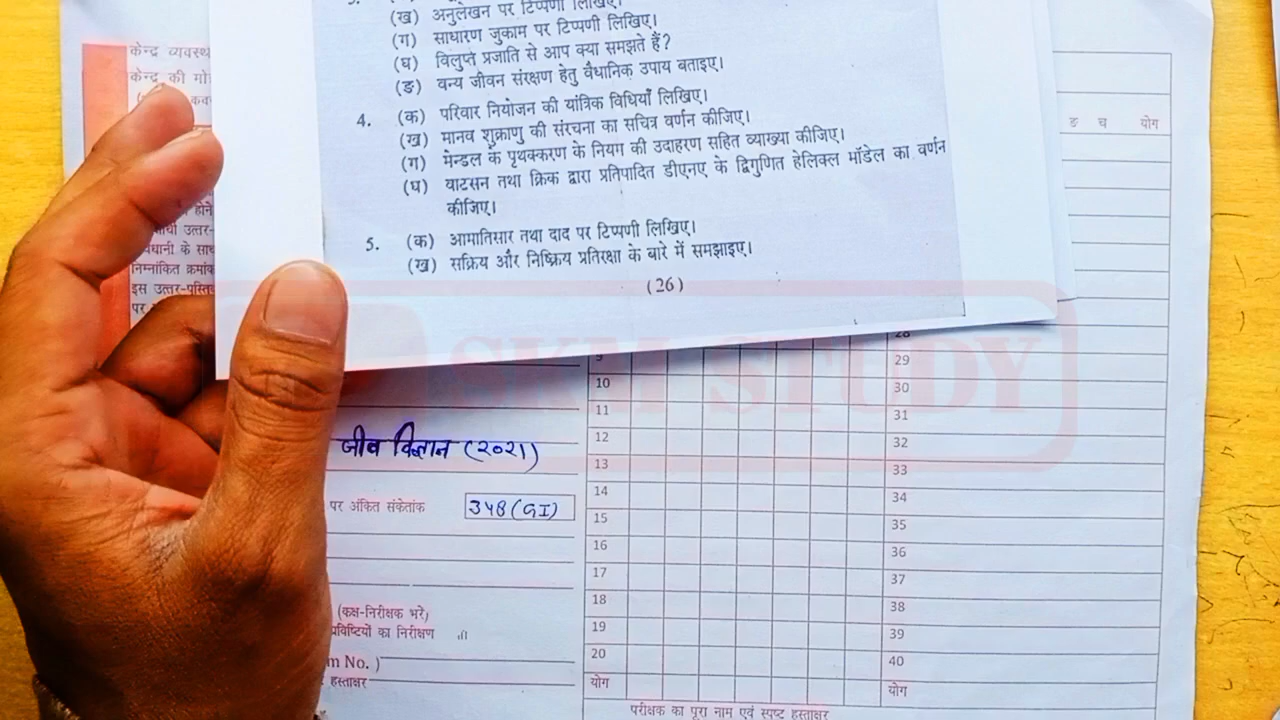 (ख) अनुलेखन पर टिप्पणी लिखिए।
(ग) साधारण जुकाम पर टिप्पणी लिखिए।
(घ) विलुप्त प्रजाति से आप क्या समझते हैं?
(ङ) वन्य जीवन संरक्षण हेतु वैधानिक उपाय बताइए।
4. (क) परिवार नियोजन की यांत्रिक विधियाँ लिखिए।
(ख) मानव शुक्राणु की संरचना का सचित्र वर्णन कीजिए।
(ग) मेन्डल के पृथक्करण के नियम की उदाहरण सहित व्याख्या कीजिए।
(घ) वाटसन तथा क्रिक द्वारा प्रतिपादित डीएनए के द्विगुणित हेलिक्ल मॉडेल का वर्णन
कीजिए।
5. (क) आमातिसार तथा दाद पर टिप्पणी लिखिए।
(ख) सक्रिय और निष्क्रिय प्रतिरक्षा के बारे में समझाइए।
(26)
केन्द्र
केन्द्र की
उत्तर-
के
निम्नांकित
इस
पर
ङ च योग
SKM STUDY
28
9 29
10 30
11 31
12 32
13 33
14 34
15 35
16 36
17 37
18 38
19 39
20 40
योग योग
जीव विज्ञान (२०२१)
पर अंकित संकेतांक 348(GI)
(कक्ष-निरीक्षक भरें)
प्रविष्टियों का निरीक्षण
m No. )
हस्ताक्षर
परीक्षक का पूरा नाम एवं स्पष्ट हस्ताक्षर